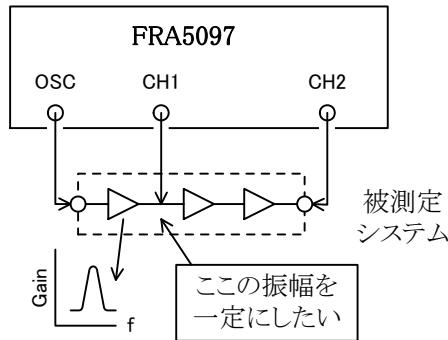 FRA5097
OSC
CH1
CH2
被測定
システム
Gain
f
ここの振幅を
一定にしたい